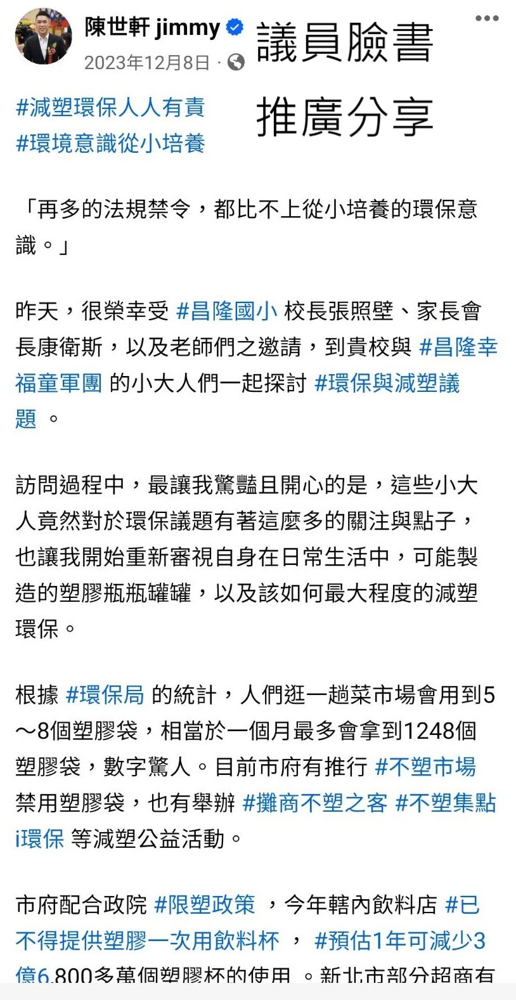 陳世軒 jimmy
議員臉書
2023年12月8日 ·
推廣分享
#減塑環保人人有責
#環境意識從小培養
「再多的法規禁令，都比不上從小培養的環保意
識。」
昨天，很榮幸受 #昌隆國小 校長張照璧、家長會
長康衛斯，以及老師們之邀請，到貴校與 #昌隆幸
福童軍團 的小大人們一起探討 #環保與減塑議
題 。
訪問過程中，最讓我驚豔且開心的是，這些小大
人竟然對於環保議題有著這麼多的關注與點子，
也讓我開始重新審視自身在日常生活中，可能製
造的塑膠瓶瓶罐罐，以及該如何最大程度的減塑
環保。
根據 #環保局 的統計，人們逛一趟菜市場會用到5
～8個塑膠袋，相當於一個月最多會拿到1248個
塑膠袋，數字驚人。目前市府有推行 #不塑市場
禁用塑膠袋，也有舉辦 #攤商不塑之客 #不塑集點
i環保 等減塑公益活動。
市府配合政院 #限塑政策 ，今年轄內飲料店 #已
不得提供塑膠一次用飲料杯 ， #預估1年可減少3
億6,800多萬個塑膠杯的使用 。新北市部分超商有